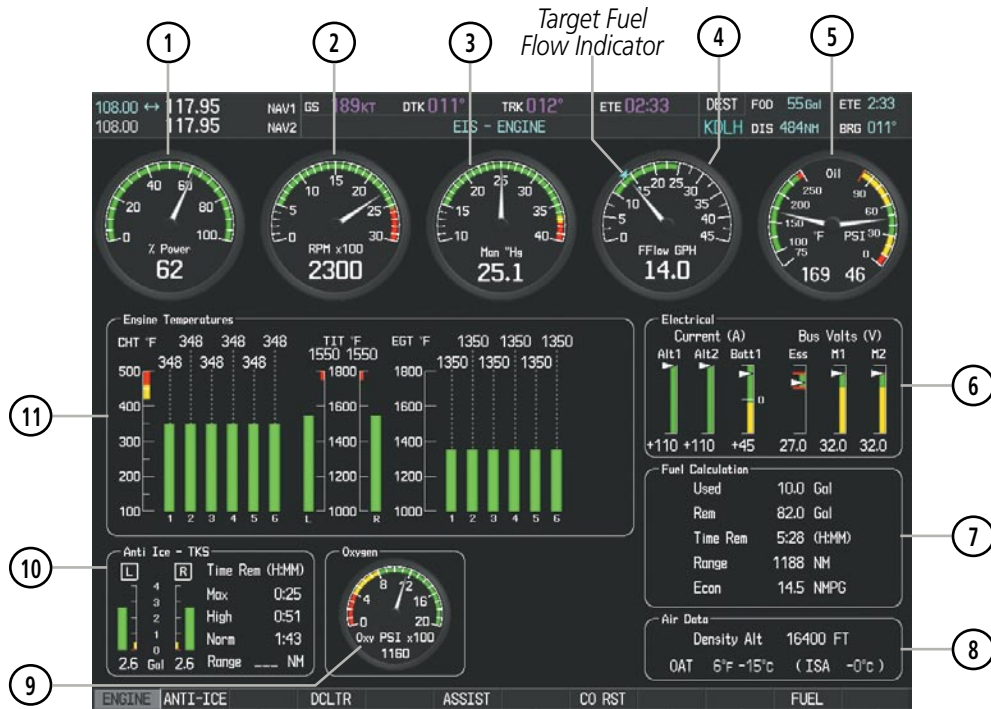 Target Fuel
Flow Indicator
1 2 3 4 5
108.00 ↔ 117.95 NAV1 GS 189KT DTK 011° TRK 012° ETE 02:33 DEST FOD 55Gal ETE 2:33
108.00 117.95 NAV2 EIS - ENGINE KDLH DIS 484NM BRG 011°
0 20 40 60 80 100
% Power
62
0 5 10 15 20 25 30
RPM x100
2300
10 15 20 25 30 35 40
Man "Hg
25.1
0 5 10 15 20 25 30 35 40 45
FFlow GPH
14.0
Oil
250 200 150 100 75
°F
90 60 30 0
PSI
169 46
Engine Temperatures
CHT °F TIT °F EGT °F
348 348 348 1550 1550 1350 1350 1350
348 348 348 1350 1350 1350
500 1800 1800 1800
400 1600 1600 1600
300 1400 1400 1400
200 1200 1200 1200
100 1000 1000 1000
1 2 3 4 5 6 L R 1 2 3 4 5 6
11
Electrical
Current (A) Bus Volts (V)
Alt1 Alt2 Batt1 Ess M1 M2
0
+110 +110 +45 27.0 32.0 32.0
6
Fuel Calculation
Used 10.0 Gal
Rem 82.0 Gal
Time Rem 5:28 (H:MM)
Range 1188 NM
Econ 14.5 NMPG
7
Anti Ice - TKS
L R Time Rem (H:MM)
4
3
2
1
0
Max 0:25
High 0:51
Norm 1:43
2.6 Gal 2.6 Range ___ NM
10
Oxygen
0 4 8 12 16 20
Oxy PSI x100
1160
9
Air Data
Density Alt 16400 FT
OAT 6°F -15°C (ISA -0°C)
8
ENGINE ANTI-ICE DCLTR ASSIST CO RST FUEL